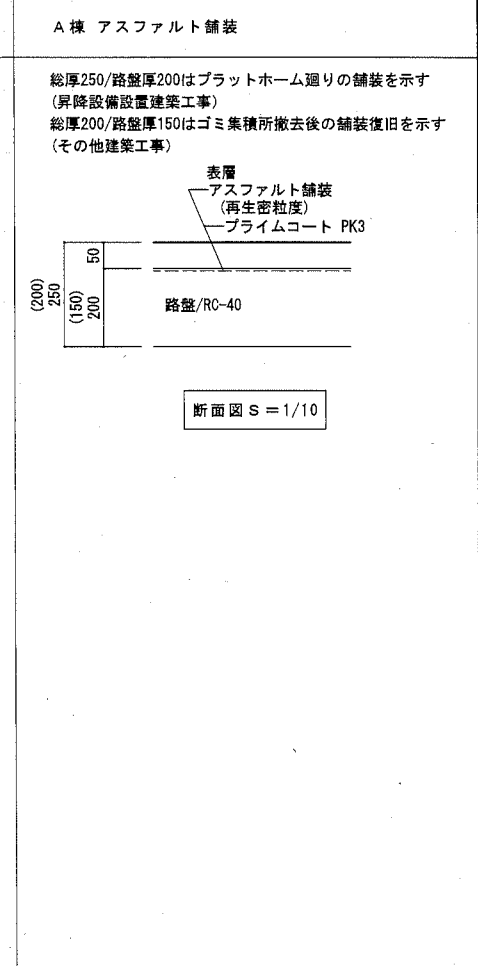 A棟 アスファルト舗装
総厚250/路盤厚200はプラットホーム廻りの舗装を示す
(昇降設備設置建築工事)
総厚200/路盤厚150はゴミ集積所撤去後の舗装復旧を示す
(その他建築工事)
表層
アスファルト舗装
(再生密粒度)
プライムコート PK3
50
(200)
250
(150)
200
路盤/RC-40
断面図S=1/10